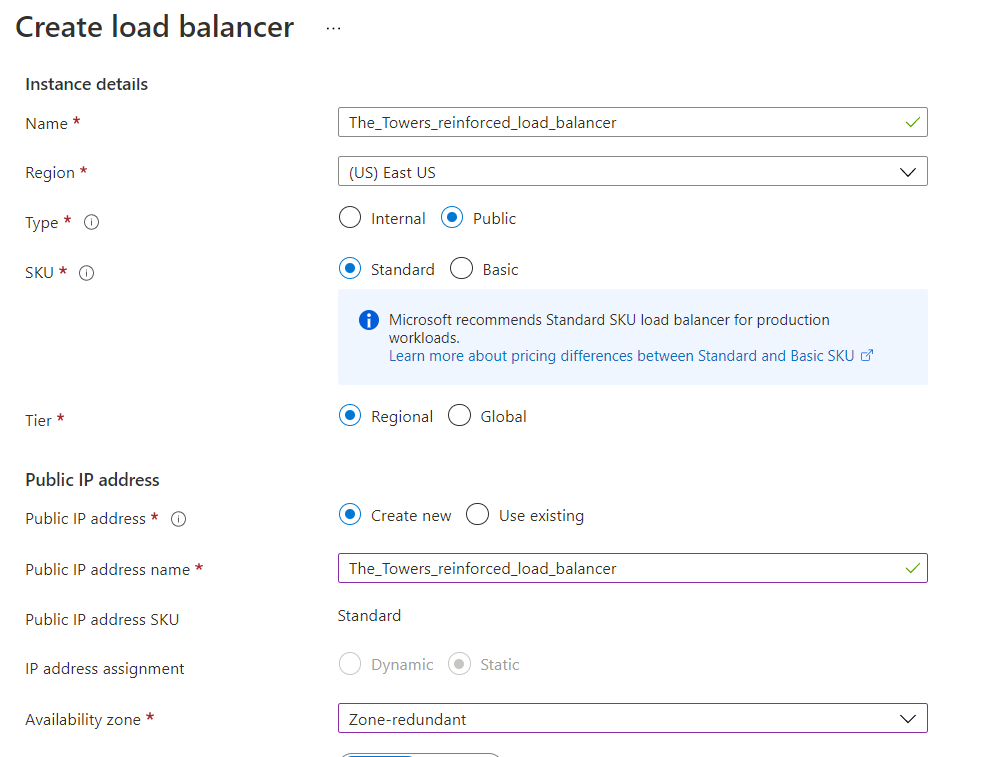 Create load balancer ...
Instance details
Name *
The_Towers_reinforced_load_balancer
Region *
(US) East US
Type *
Internal Public
SKU *
Standard Basic
Microsoft recommends Standard SKU load balancer for production
workloads.
Learn more about pricing differences between Standard and Basic SKU
Tier *
Regional Global
Public IP address
Public IP address *
Create new Use existing
Public IP address name *
The_Towers_reinforced_load_balancer
Public IP address SKU
Standard
IP address assignment
Dynamic Static
Availability zone *
Zone-redundant